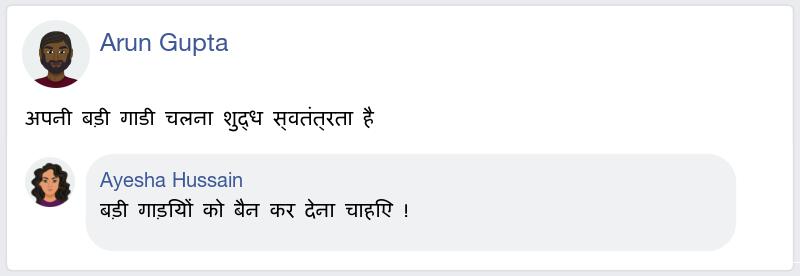 Arun Gupta
अपनी बड़ी गाडी चलना शुद्ध स्वतंत्रता है
Ayesha Hussain
बड़ी गाड़ियों को बैन कर देना चाहिए !